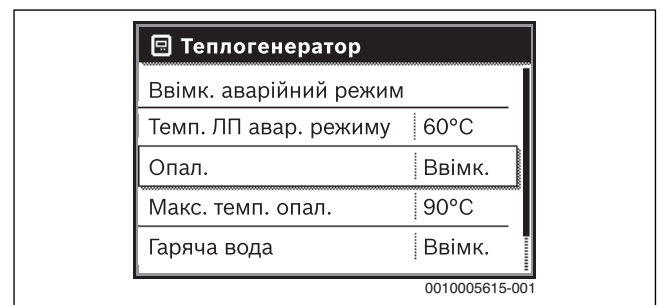 Теплогенератор
Ввімк. аварійний режим
Темп. ЛП авар. режиму 60°C
Опал. Ввімк.
Макс. темп. опал. 90°C
Гаряча вода Ввімк.
0010005615-001